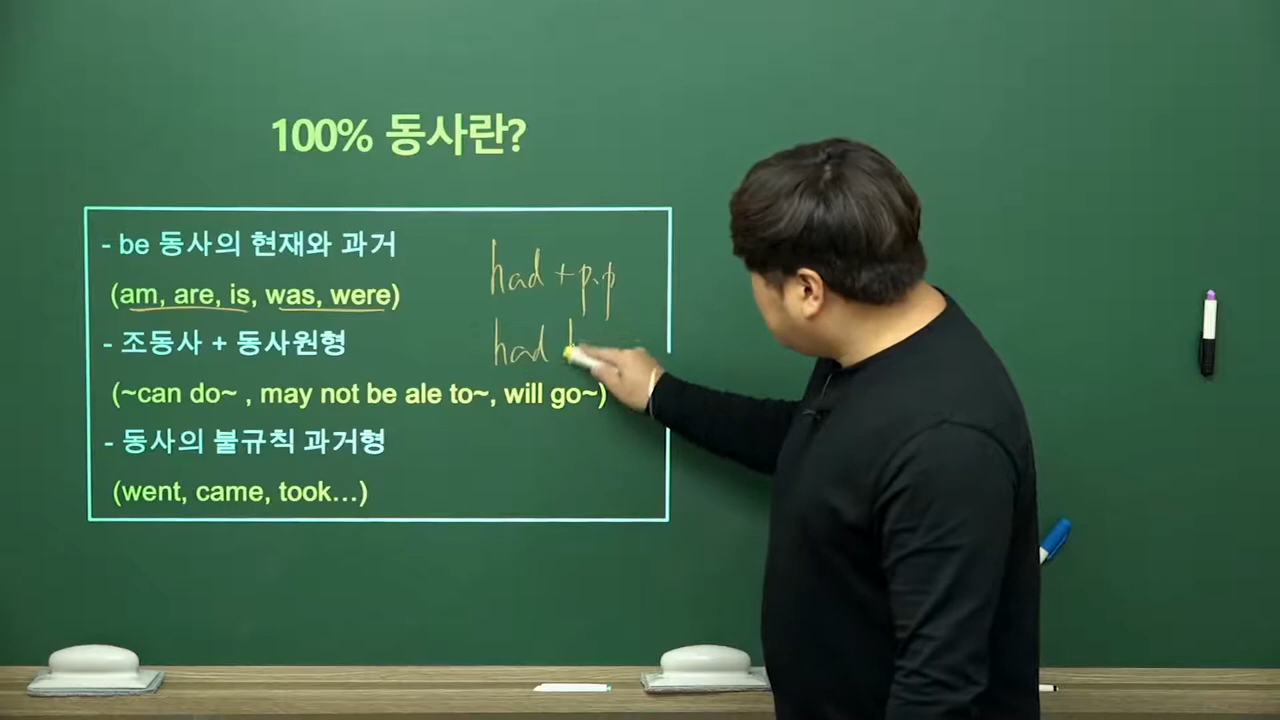 100% 동사란?
- be 동사의 현재와 과거
(am, are, is, was, were)
had + p.p
- 조동사 + 동사원형
had
(~can do~ , may not be ale to~, will go~)
- 동사의 불규칙 과거형
(went, came, took…)